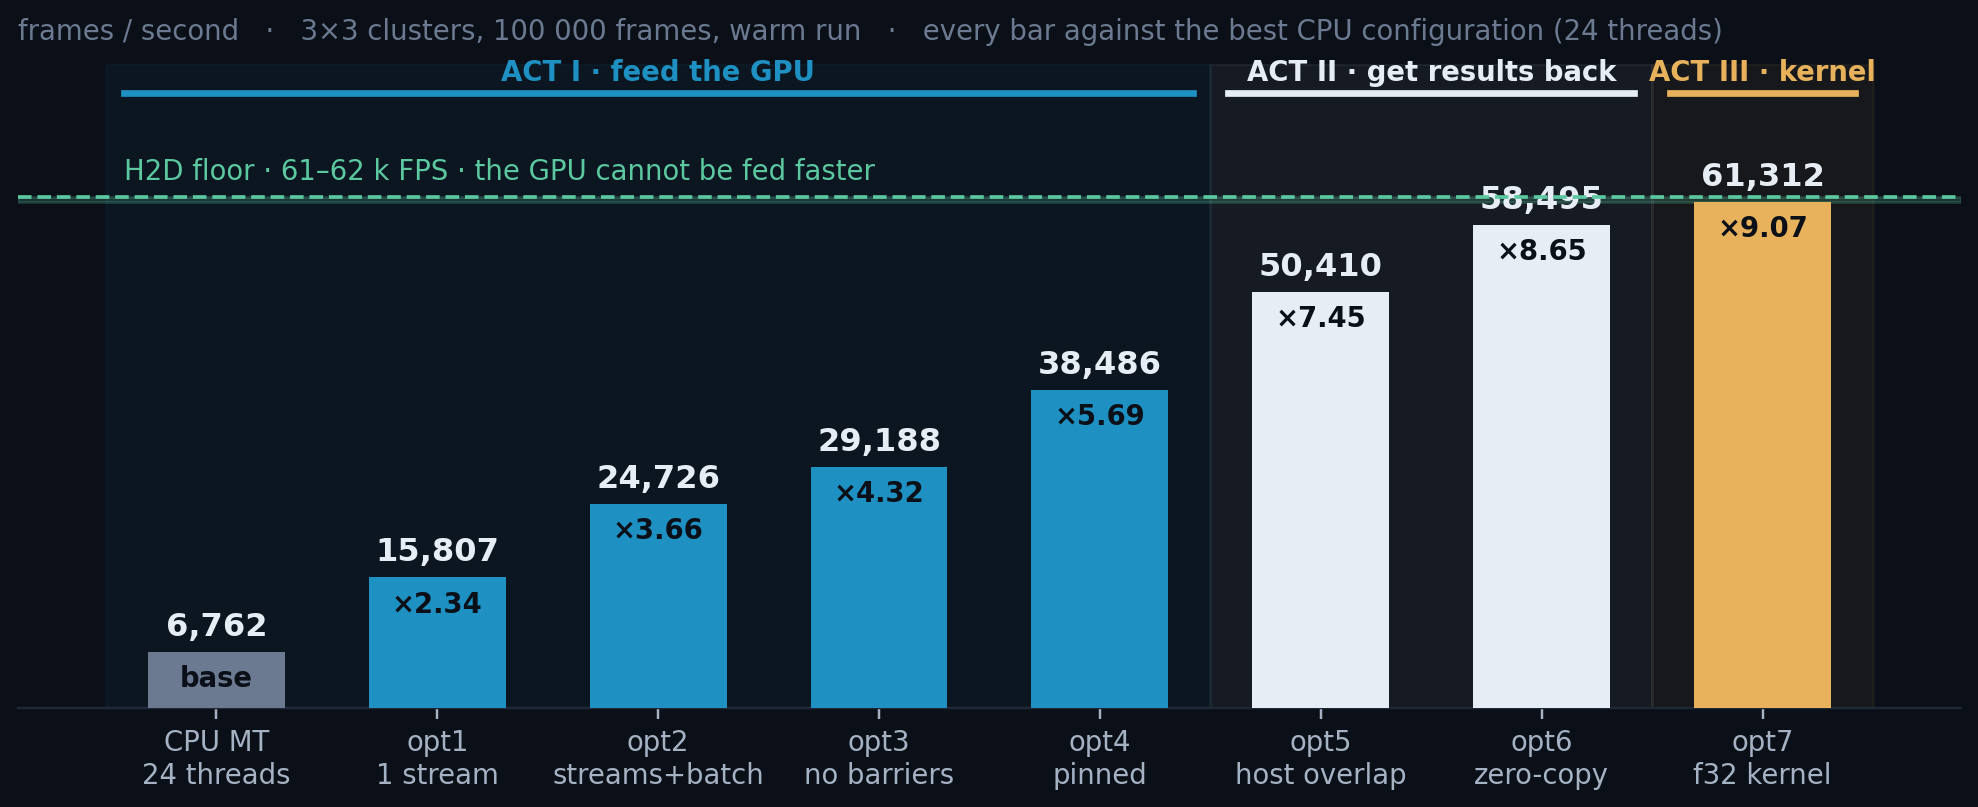 frames / second · 3×3 clusters, 100 000 frames, warm run · every bar against the best CPU configuration (24 threads)
ACT I · feed the GPU
ACT II · get results back
ACT III · kernel
H2D floor · 61–62 k FPS · the GPU cannot be fed faster
6,762
base
15,807
×2.34
24,726
×3.66
29,188
×4.32
38,486
×5.69
50,410
×7.45
58,495
×8.65
61,312
×9.07
CPU MT
24 threads
opt1
1 stream
opt2
streams+batch
opt3
no barriers
opt4
pinned
opt5
host overlap
opt6
zero-copy
opt7
f32 kernel